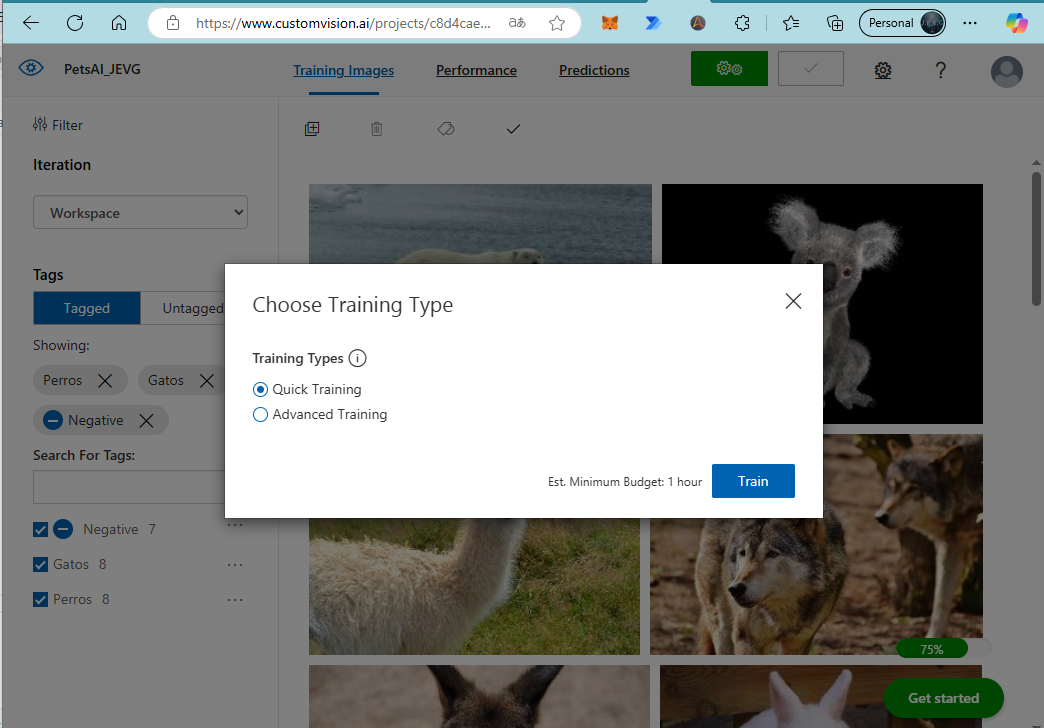 https://www.customvision.ai/projects/c8d4cae...
aあ
Personal
PetsAI_JEVG
Training Images
Performance
Predictions
?
Filter
Iteration
Workspace
Tags
Tagged
Untagged
Showing:
Perros
Gatos
Negative
Search For Tags:
Negative 7
Gatos 8
Perros 8
Choose Training Type
Training Types
Quick Training
Advanced Training
Est. Minimum Budget: 1 hour
Train
75%
Get started